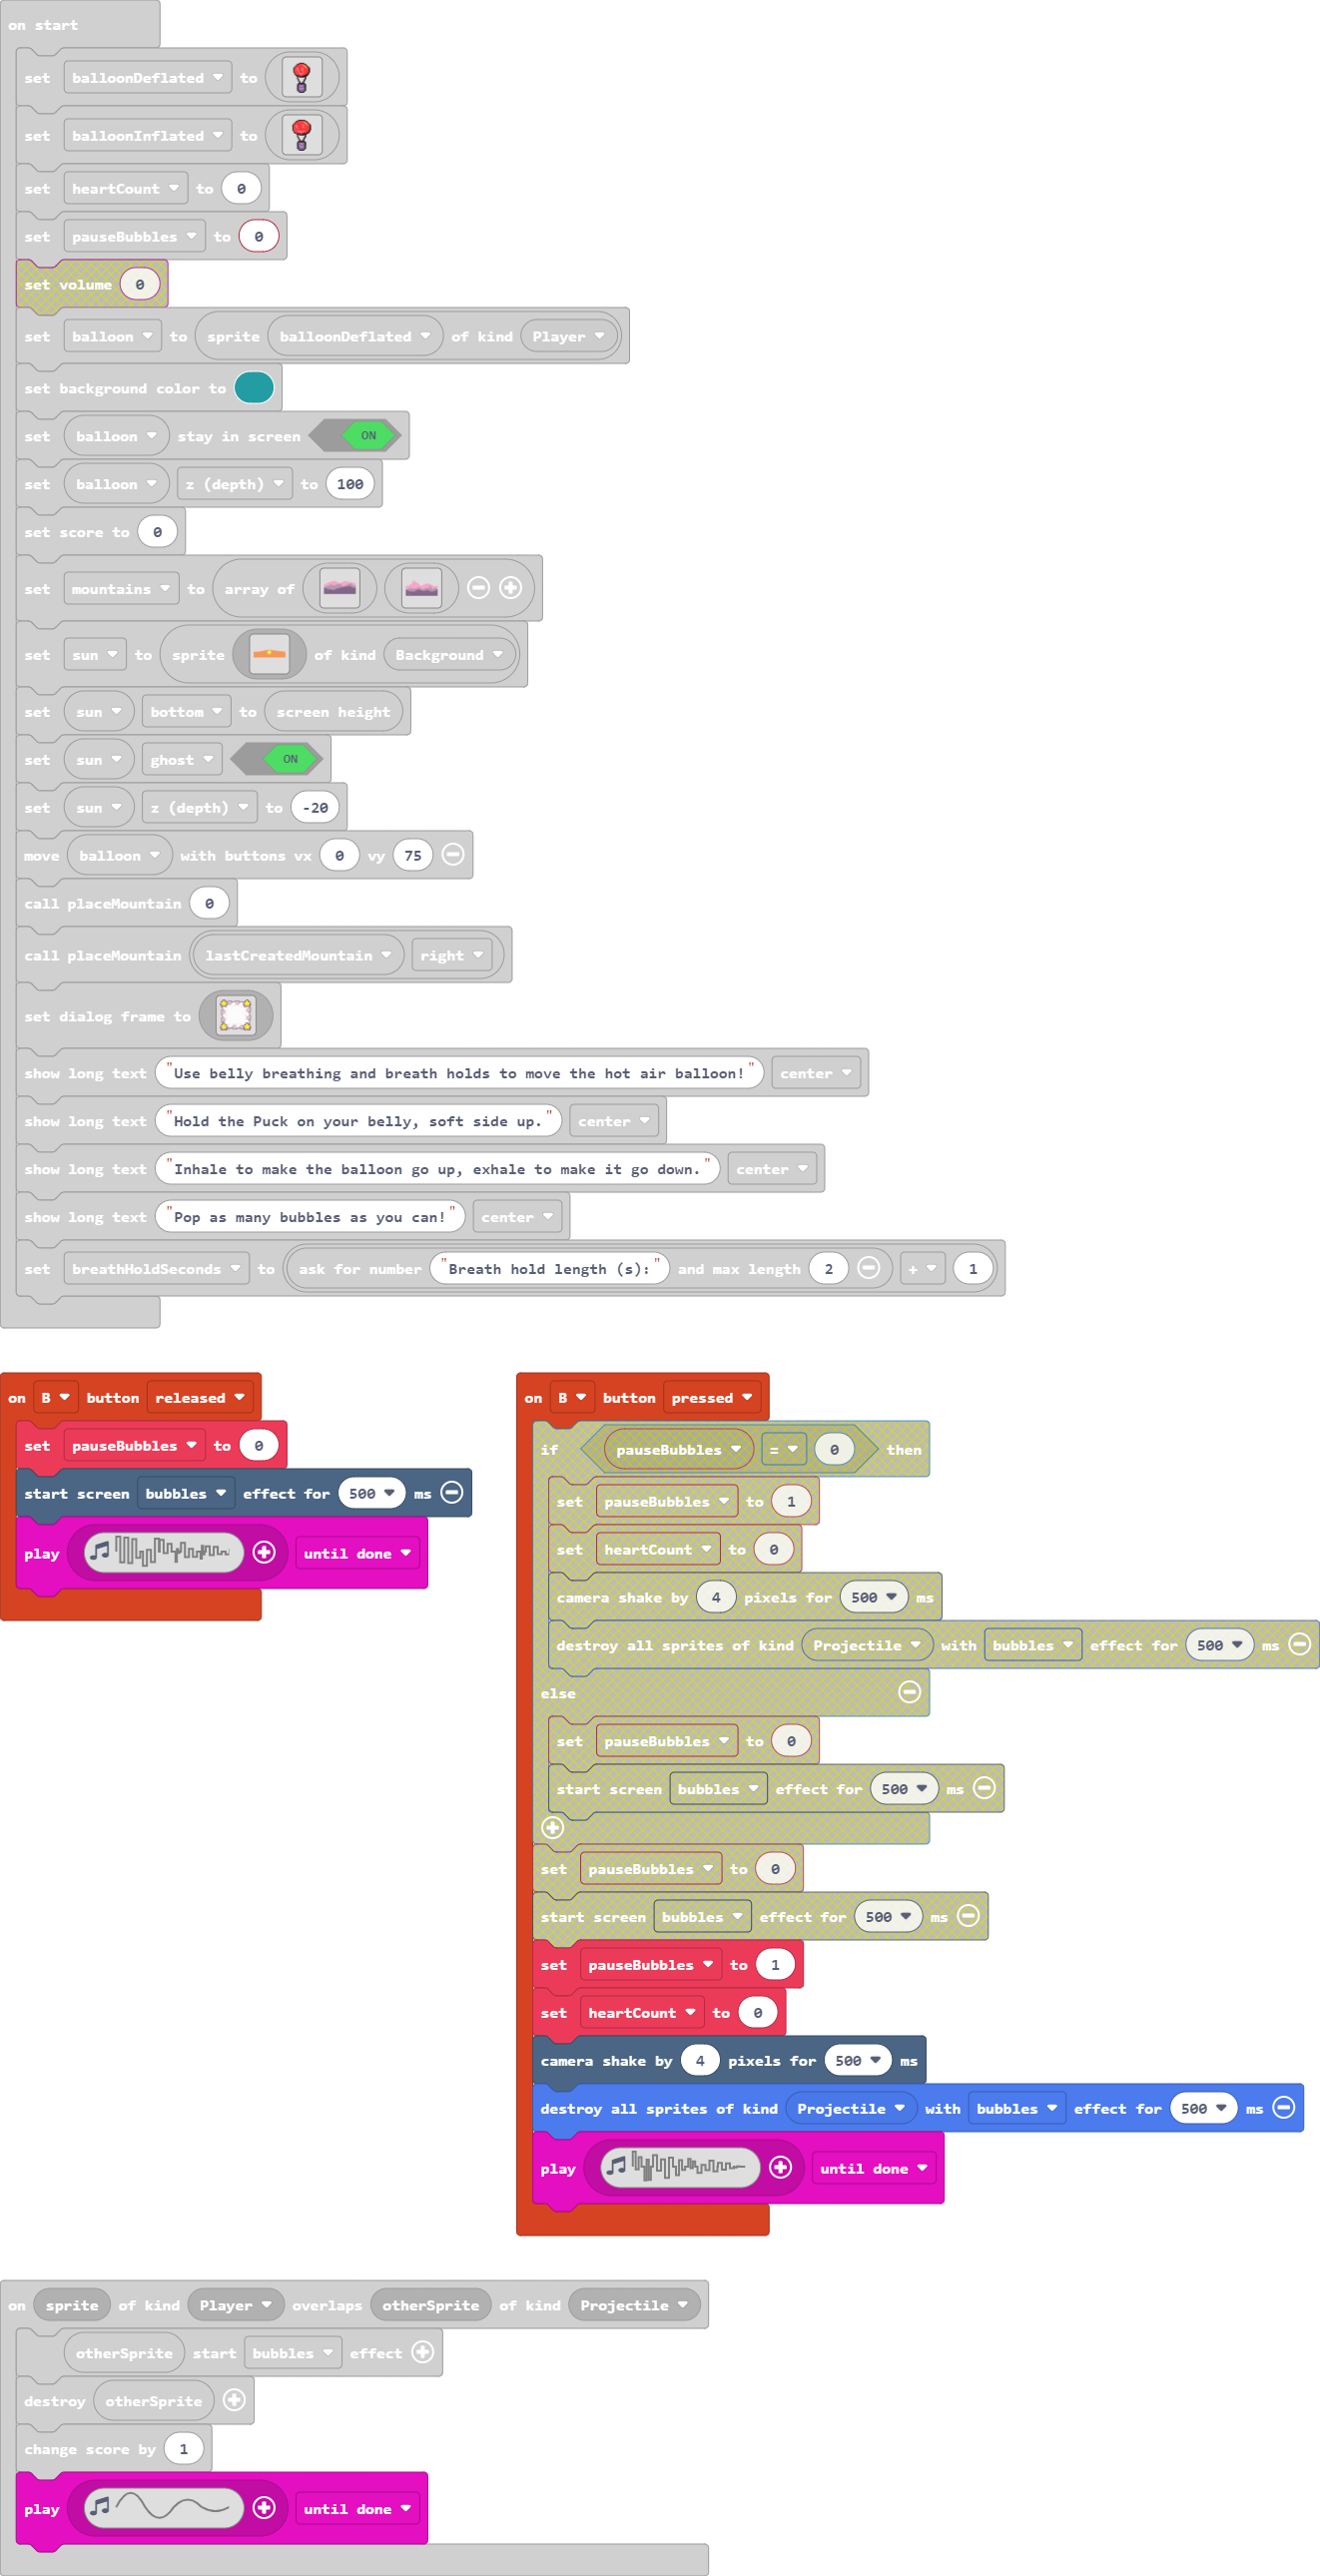 on start
set balloonDeflated to
set balloonInflated to
set heartCount to 0
set pauseBubbles to 0
set volume 0
set balloon to sprite balloonDeflated of kind Player
set background color to
set balloon stay in screen ON
set balloon z (depth) to 100
set score to 0
set mountains to array of
set sun to sprite of kind Background
set sun bottom to screen height
set sun ghost ON
set sun z (depth) to -20
move balloon with buttons vx 0 vy 75
call placeMountain 0
call placeMountain lastCreatedMountain right
set dialog frame to
show long text "Use belly breathing and breath holds to move the hot air balloon!" center
show long text "Hold the Puck on your belly, soft side up." center
show long text "Inhale to make the balloon go up, exhale to make it go down." center
show long text "Pop as many bubbles as you can!" center
set breathHoldSeconds to ask for number "Breath hold length (s):" and max length 2 + 1
on B button released
set pauseBubbles to 0
start screen bubbles effect for 500 ms
play until done
on B button pressed
if pauseBubbles = 0 then
set pauseBubbles to 1
set heartCount to 0
camera shake by 4 pixels for 500 ms
destroy all sprites of kind Projectile with bubbles effect for 500 ms
else
set pauseBubbles to 0
start screen bubbles effect for 500 ms
set pauseBubbles to 0
start screen bubbles effect for 500 ms
set pauseBubbles to 1
set heartCount to 0
camera shake by 4 pixels for 500 ms
destroy all sprites of kind Projectile with bubbles effect for 500 ms
play until done
on sprite of kind Player overlaps otherSprite of kind Projectile
otherSprite start bubbles effect
destroy otherSprite
change score by 1
play until done